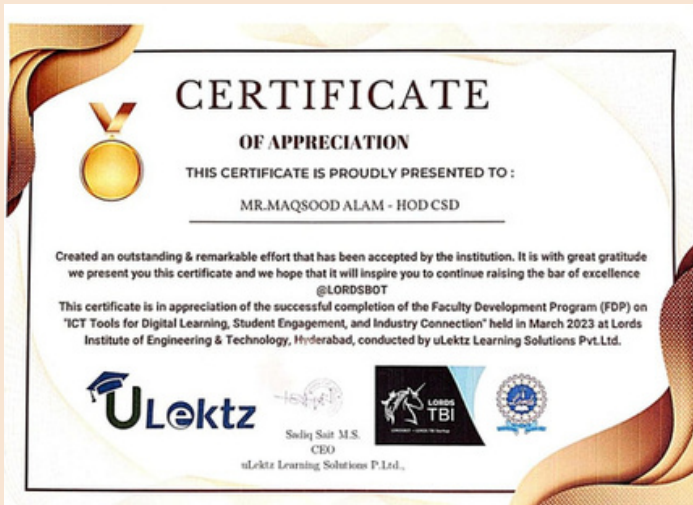 CERTIFICATE
OF APPRECIATION
THIS CERTIFICATE IS PROUDLY PRESENTED TO :
MR.MAQSOOD ALAM - HOD CSD
Created an outstanding & remarkable effort that has been accepted by the institution. It is with great gratitude
we present you this certificate and we hope that it will inspire you to continue raising the bar of excellence
@LORDSBOT
This certificate is in appreciation of the successful completion of the Faculty Development Program (FDP) on
"ICT Tools for Digital Learning, Student Engagement, and Industry Connection" held in March 2023 at Lords
Institute of Engineering & Technology, Hyderabad, conducted by uLektz Learning Solutions Pvt.Ltd.
ULektz
LORDS
TBI
Sadiq Sait M.S.
CEO
uLektz Learning Solutions P.Ltd.,